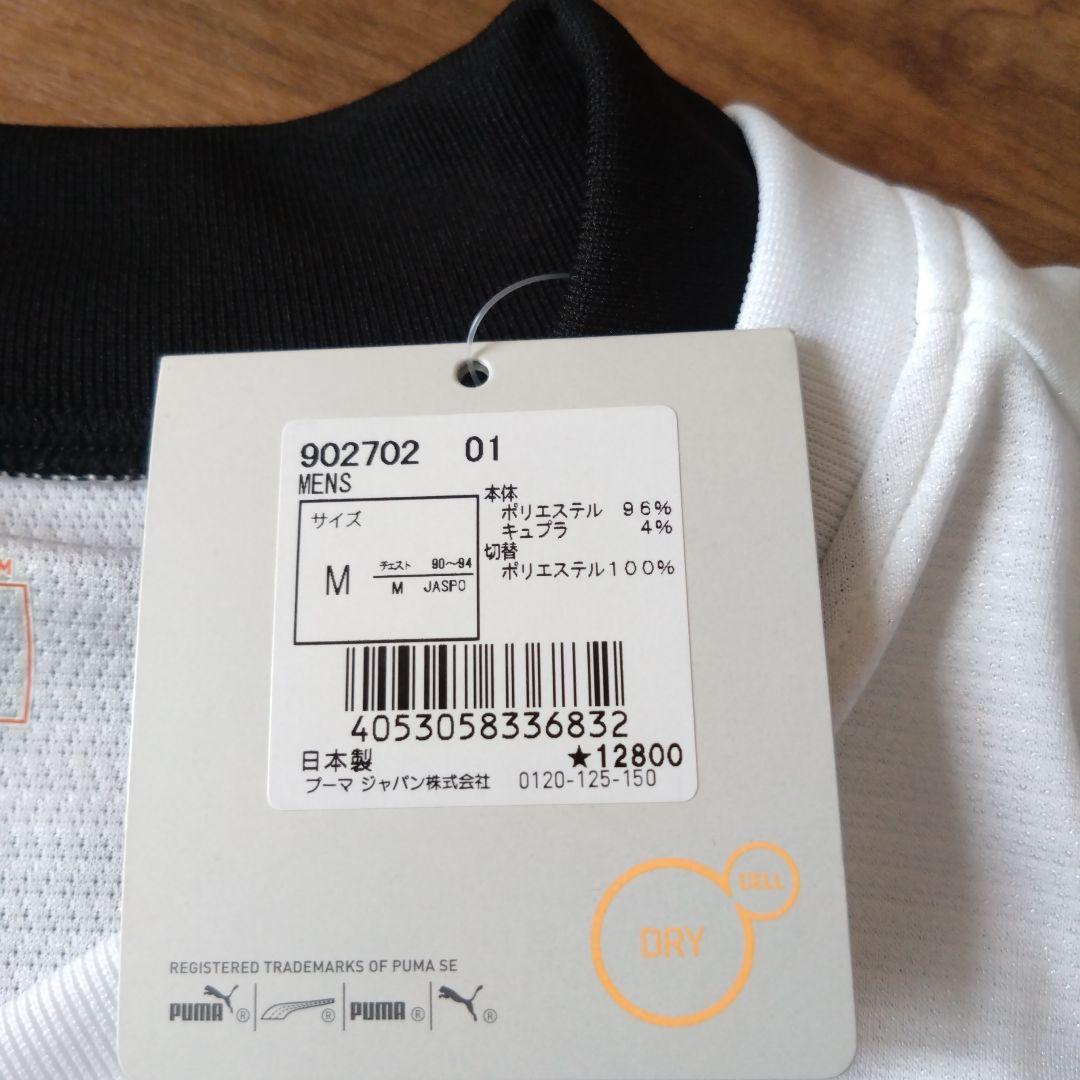 902702 01
MENS
サイズ
M チェスト 90～94
M JASPO
本体
ポリエステル 96%
キュプラ 4%
切替
ポリエステル100%
4053058336832
日本製 ★12800
プーマ ジャパン株式会社 0120-125-150
CELL
DRY
REGISTERED TRADEMARKS OF PUMA SE
PUMA ® ® PUMA ® ®
M